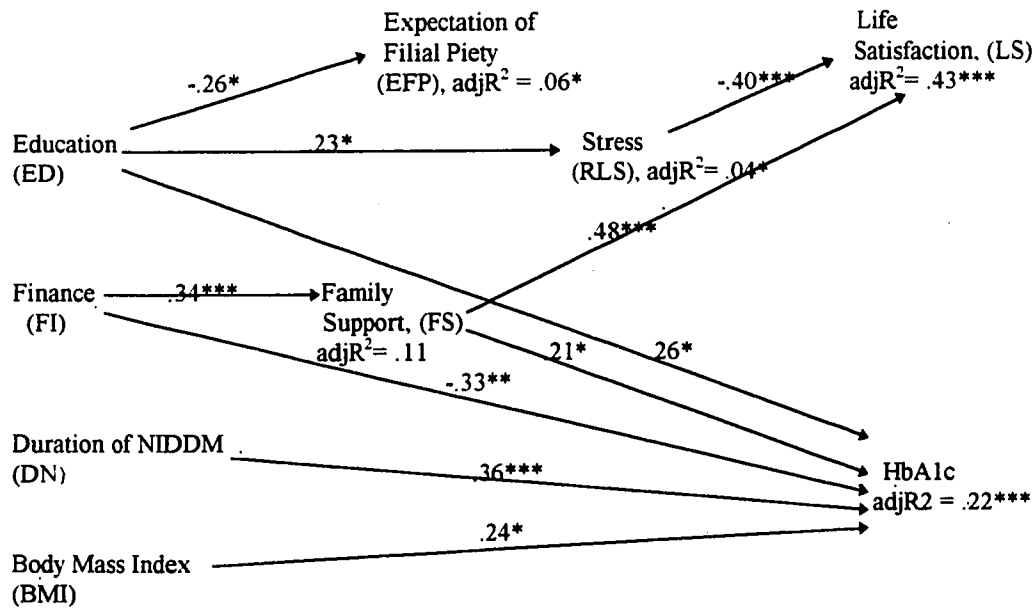 Expectation of
Filial Piety
(EFP), adjR² = .06*
Life
Satisfaction, (LS)
adjR²= .43***
-.26*
-.40***
Education
(ED)
.23*
Stress
(RLS), adjR²= .04*
.48***
Finance
(FI)
.34***
Family
Support, (FS)
adjR²= .11
.21*
.26*
-.33**
Duration of NIDDM
(DN)
.36***
HbA1c
adjR2 = .22***
.24*
Body Mass Index
(BMI)